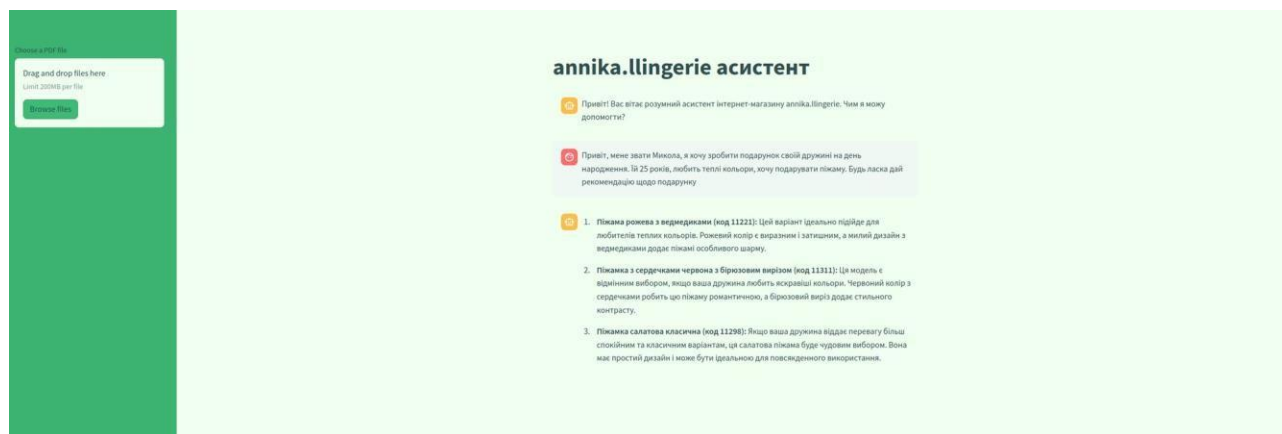 Choose a PDF file
Drag and drop files here
Limit 200MB per file
Browse files
annika.llingerie асистент
Привіт! Вас вітає розумний асистент інтернет-магазину annika.llingerie. Чим я можу
допомогти?
Привіт, мене звати Микола, я хочу зробити подарунок своїй дружині на день
народження. Їй 25 років, любить теплі кольори, хочу подарувати піжаму. Будь ласка дай
рекомендацію щодо подарунку
1. Піжама рожева з ведмедиками (код 11221): Цей варіант ідеально підійде для
любителів теплих кольорів. Рожевий колір є виразним і затишним, а милий дизайн з
ведмедиками додає піжамі особливого шарму.
2. Піжамка з сердечками червона з бірюзовим вирізом (код 11311): Ця модель є
відмінним вибором, якщо ваша дружина любить яскравіші кольори. Червоний колір з
сердечками робить цю піжаму романтичною, а бірюзовий виріз додає стильного
контрасту.
3. Піжамка салатова класична (код 11298): Якщо ваша дружина віддає перевагу більш
спокійним та класичним варіантам, ця салатова піжама буде чудовим вибором. Вона
має простий дизайн і може бути ідеальною для повсякденного використання.